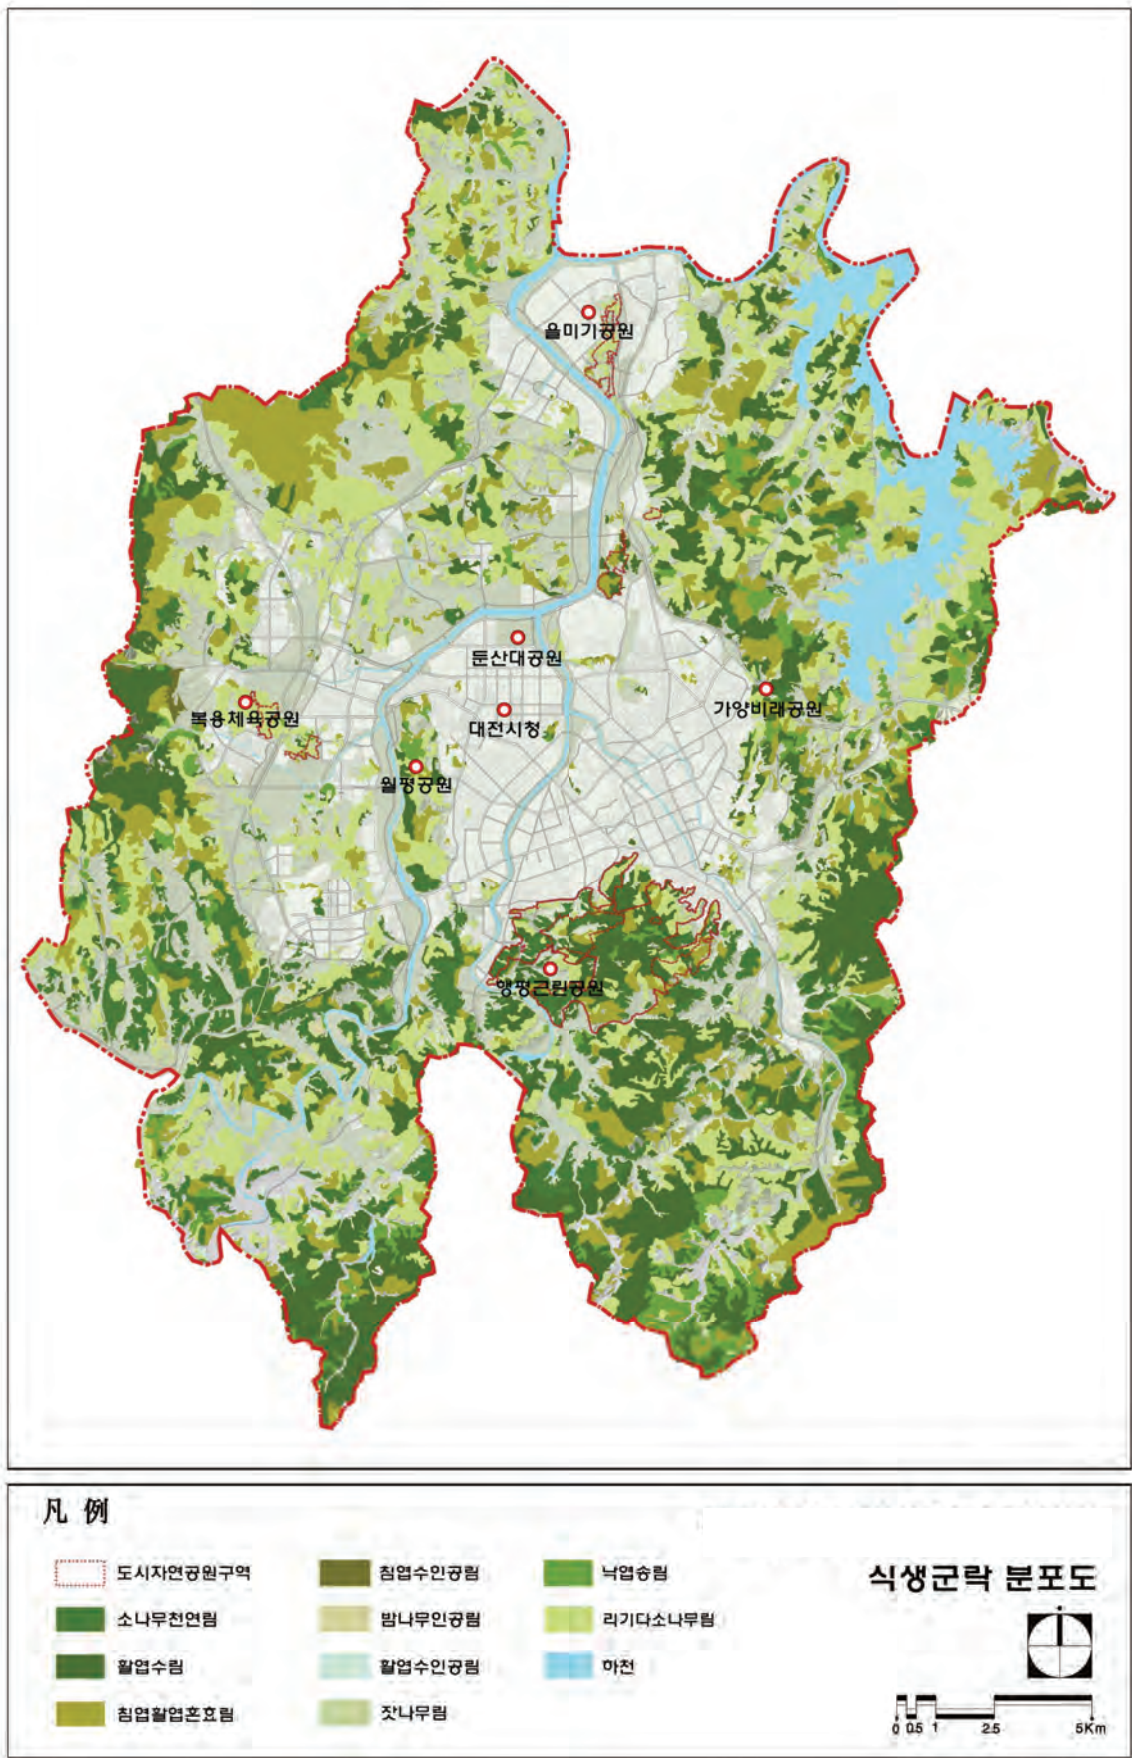 을미기공원
둔산대공원
복용체육공원
대전시청
가양비래공원
월평공원
앵평근린공원
凡 例
도시자연공원구역
침엽수인공림
낙엽송림
식생군락 분포도
소나무천연림
밤나무인공림
리기다소나무림
활엽수림
활엽수인공림
하천
침엽활엽혼효림
잣나무림
0 0.5 1 2.5 5Km